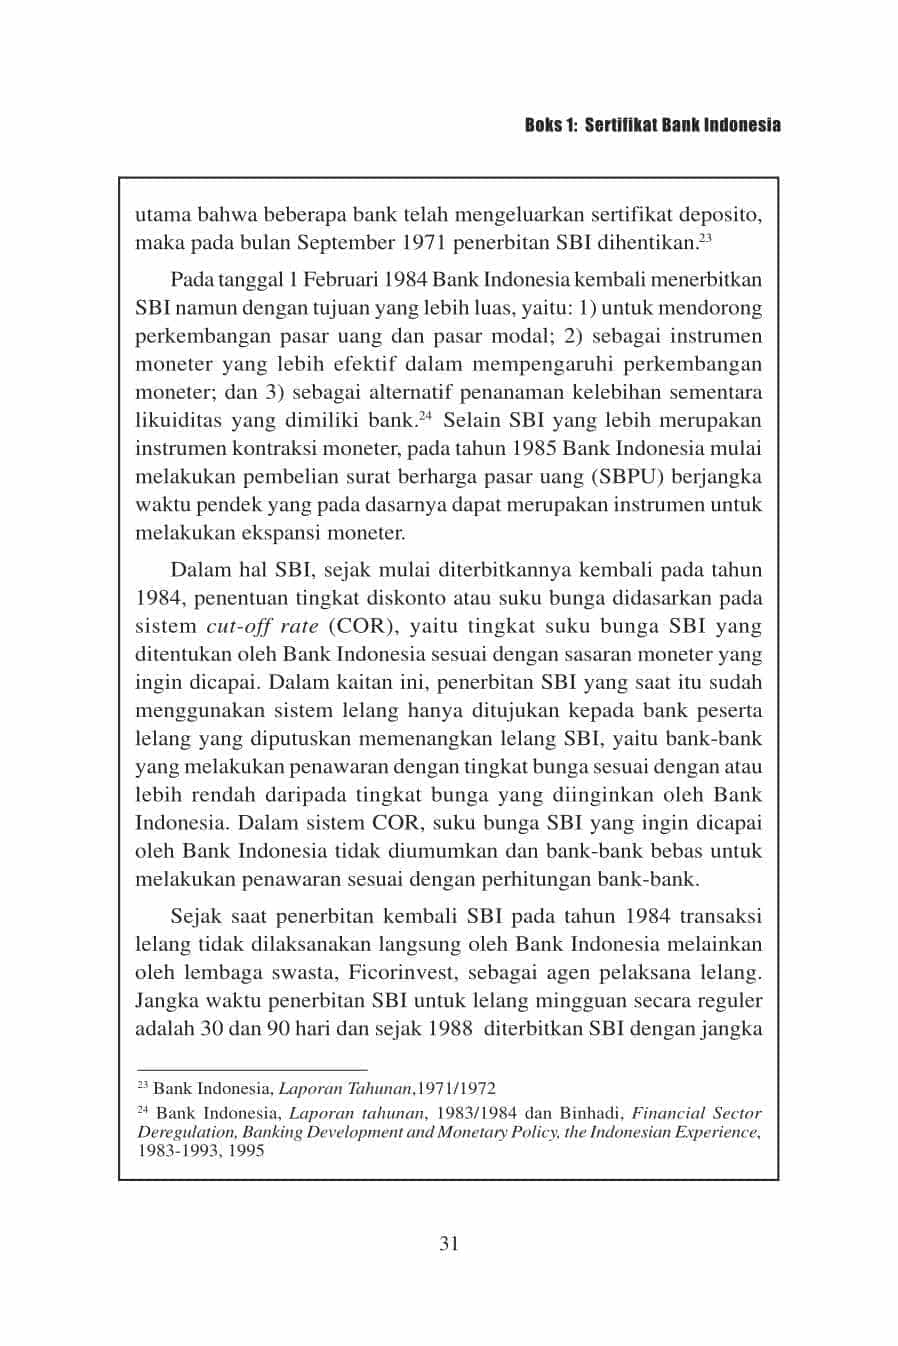 Boks 1: Sertifikat Bank Indonesia
utama bahwa beberapa bank telah mengeluarkan sertifikat deposito,
maka pada bulan September 1971 penerbitan SBI dihentikan.23
Pada tanggal 1 Februari 1984 Bank Indonesia kembali menerbitkan
SBI namun dengan tujuan yang lebih luas, yaitu: 1) untuk mendorong
perkembangan pasar uang dan pasar modal; 2) sebagai instrumen
moneter yang lebih efektif dalam mempengaruhi perkembangan
moneter; dan 3) sebagai alternatif penanaman kelebihan sementara
likuiditas yang dimiliki bank.24 Selain SBI yang lebih merupakan
instrumen kontraksi moneter, pada tahun 1985 Bank Indonesia mulai
melakukan pembelian surat berharga pasar uang (SBPU) berjangka
waktu pendek yang pada dasarnya dapat merupakan instrumen untuk
melakukan ekspansi moneter.
Dalam hal SBI, sejak mulai diterbitkannya kembali pada tahun
1984, penentuan tingkat diskonto atau suku bunga didasarkan pada
sistem cut-off rate (COR), yaitu tingkat suku bunga SBI yang
ditentukan oleh Bank Indonesia sesuai dengan sasaran moneter yang
ingin dicapai. Dalam kaitan ini, penerbitan SBI yang saat itu sudah
menggunakan sistem lelang hanya ditujukan kepada bank peserta
lelang yang diputuskan memenangkan lelang SBI, yaitu bank-bank
yang melakukan penawaran dengan tingkat bunga sesuai dengan atau
lebih rendah daripada tingkat bunga yang diinginkan oleh Bank
Indonesia. Dalam sistem COR, suku bunga SBI yang ingin dicapai
oleh Bank Indonesia tidak diumumkan dan bank-bank bebas untuk
melakukan penawaran sesuai dengan perhitungan bank-bank.
Sejak saat penerbitan kembali SBI pada tahun 1984 transaksi
lelang tidak dilaksanakan langsung oleh Bank Indonesia melainkan
oleh lembaga swasta, Ficorinvest, sebagai agen pelaksana lelang.
Jangka waktu penerbitan SBI untuk lelang mingguan secara reguler
adalah 30 dan 90 hari dan sejak 1988 diterbitkan SBI dengan jangka
23 Bank Indonesia, Laporan Tahunan,1971/1972
24 Bank Indonesia, Laporan tahunan, 1983/1984 dan Binhadi, Financial Sector
Deregulation, Banking Development and Monetary Policy, the Indonesian Experience,
1983-1993, 1995
31